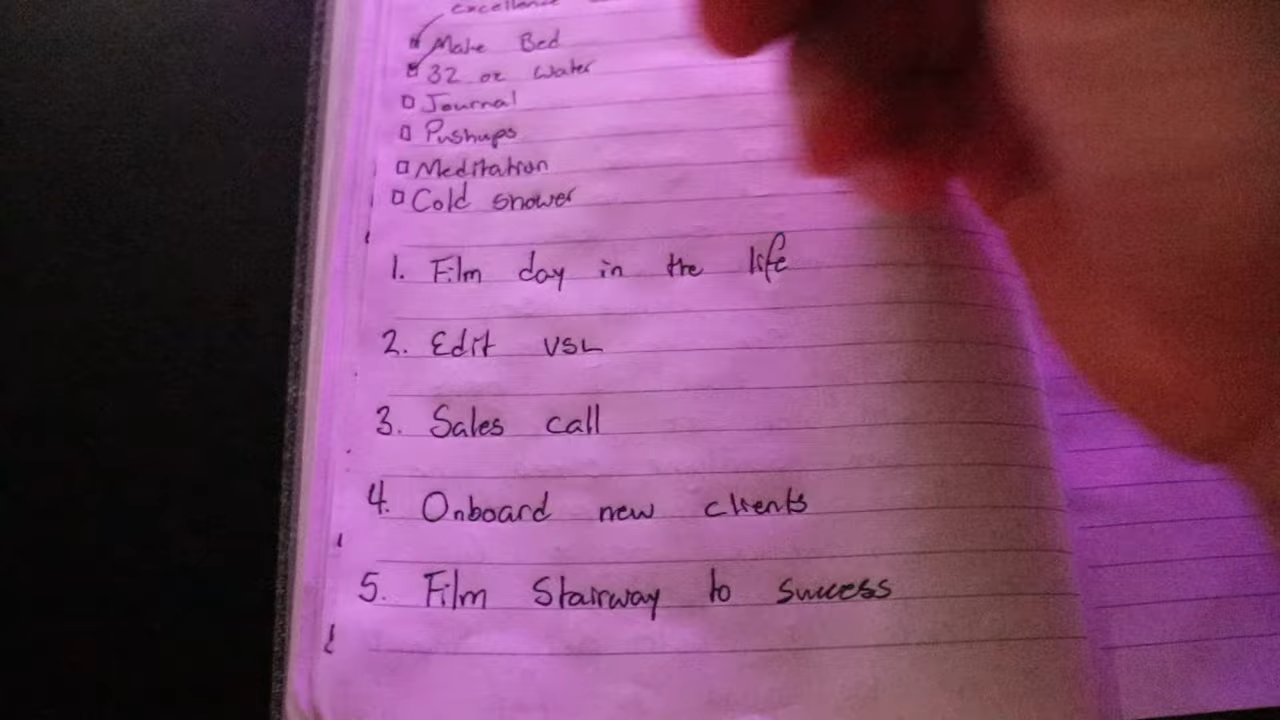 excellence
Make Bed
32 oz Water
Journal
Pushups
Meditation
Cold shower
1. Film day in the life
2. Edit VSL
3. Sales call
4. Onboard new clients
5. Film Stairway to success